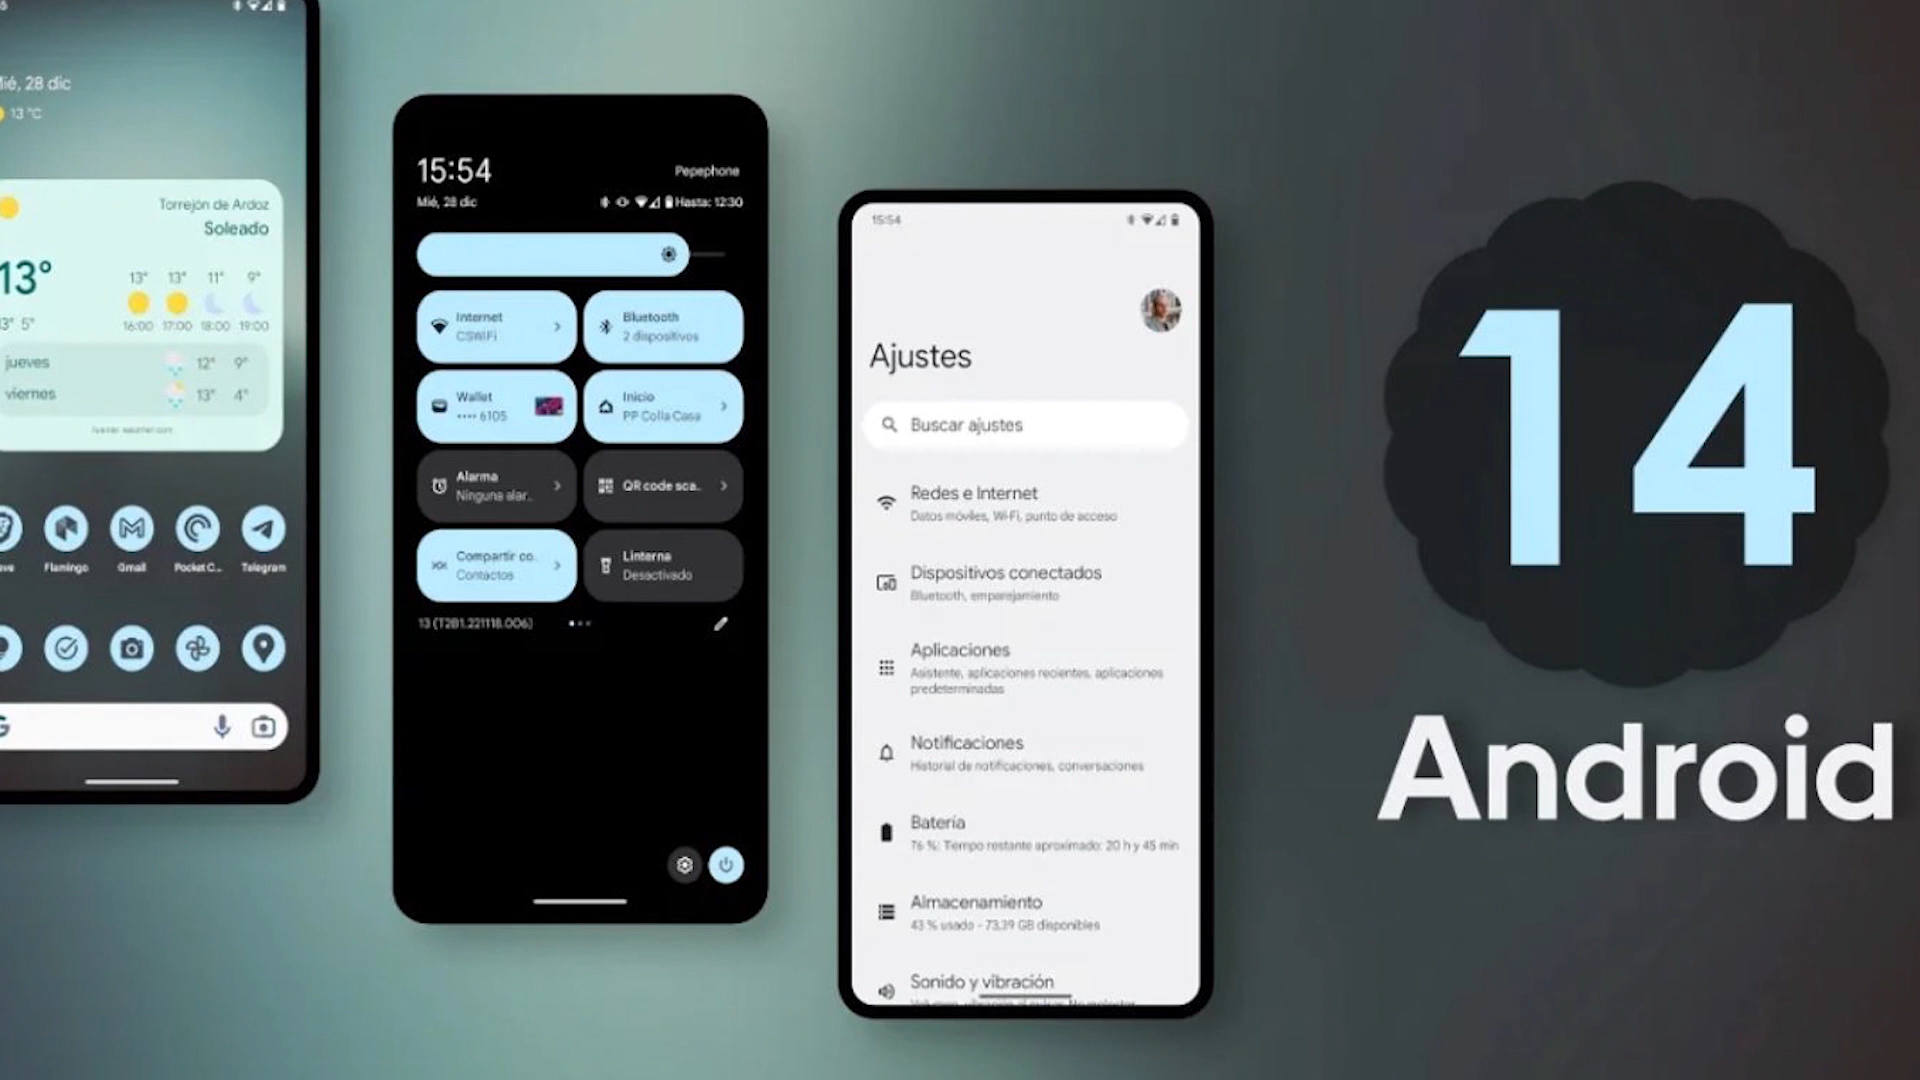 Mié, 28 dic
13 °C
Torrejón de Ardoz
Soleado
13°
13° 13° 11° 9°
16:00 17:00 18:00 19:00
13° 5°
jueves 12° 9°
viernes 13° 4°
Flamingo Gmail Pocket C... Telegram
15:54 Pepephone
Mié, 28 dic Hasta: 12:30
Internet
CSWiFi
Bluetooth
2 dispositivos
Wallet
•••• 6105
Inicio
PP Colla Casa
Alarma
Ninguna alar..
QR code sca..
Compartir co.
Contactos
Linterna
Desactivado
13 (T2B1.221118.006)
15:54
Ajustes
Buscar ajustes
Redes e Internet
Datos móviles, Wi-Fi, punto de acceso
Dispositivos conectados
Bluetooth, emparejamiento
Aplicaciones
Asistente, aplicaciones recientes, aplicaciones
predeterminadas
Notificaciones
Historial de notificaciones, conversaciones
Batería
76 %: Tiempo restante aproximado: 20 h y 45 min
Almacenamiento
43 % usado - 73,39 GB disponibles
Sonido y vibración
14
Android